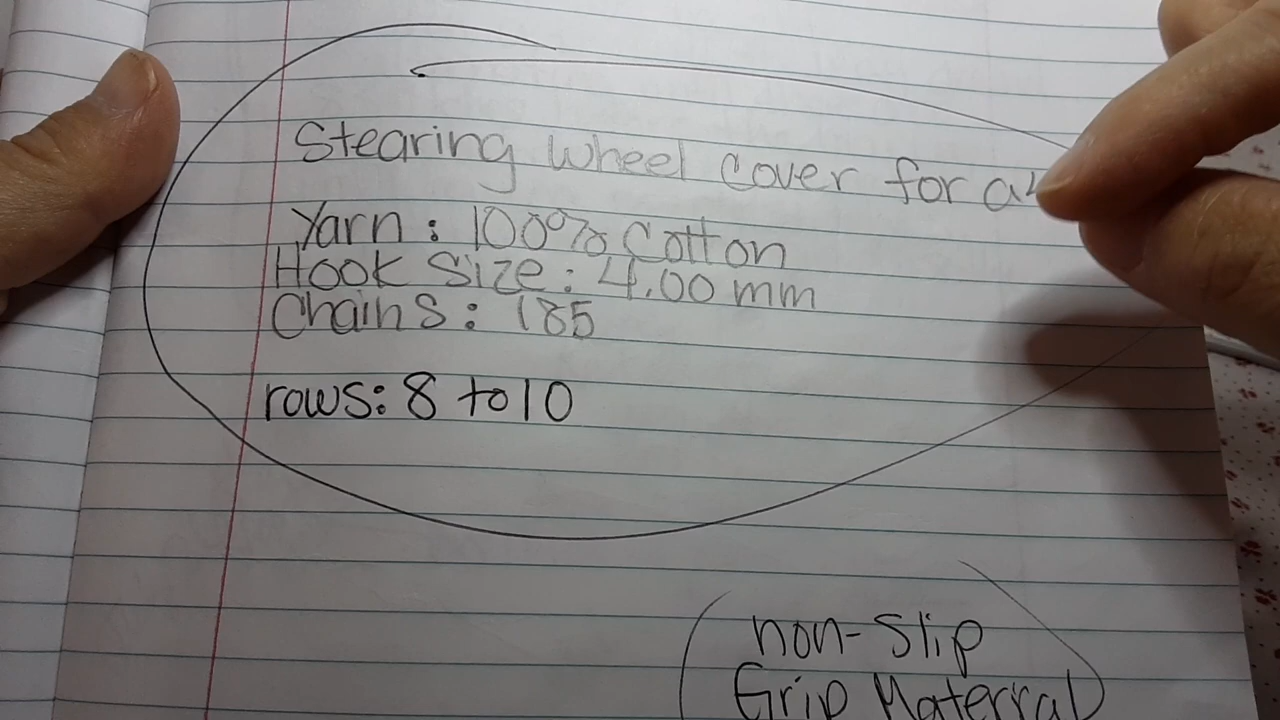 Stearing wheel cover for
Yarn: 100% Cotton
Hook Size: 4.00 mm
Chains: 185
rows: 8 to 10
non-Slip
Grip Material